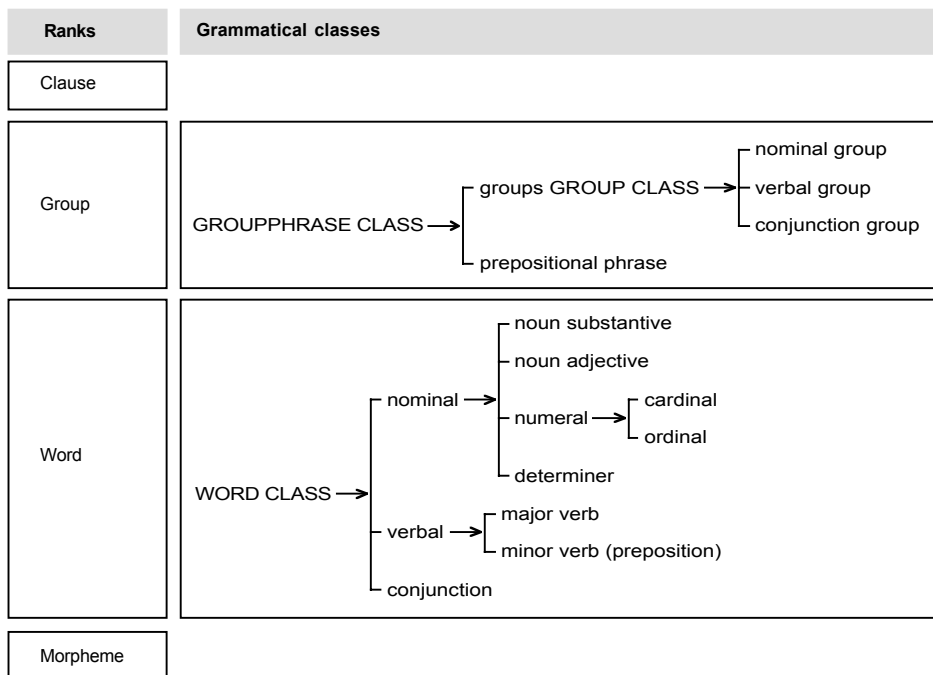 Ranks
Grammatical classes
Clause
Group
GROUPPHRASE CLASS
groups GROUP CLASS
nominal group
verbal group
conjunction group
prepositional phrase
Word
WORD CLASS
nominal
noun substantive
noun adjective
numeral
cardinal
ordinal
determiner
verbal
major verb
minor verb (preposition)
conjunction
Morpheme